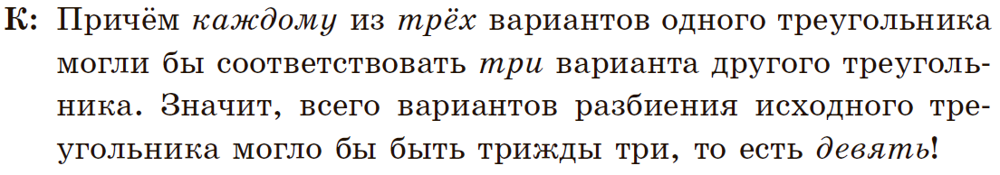 К: Причём каждому из трёх вариантов одного треугольника
могли бы соответствовать три варианта другого треуголь-
ника. Значит, всего вариантов разбиения исходного тре-
угольника могло бы быть трижды три, то есть девять!